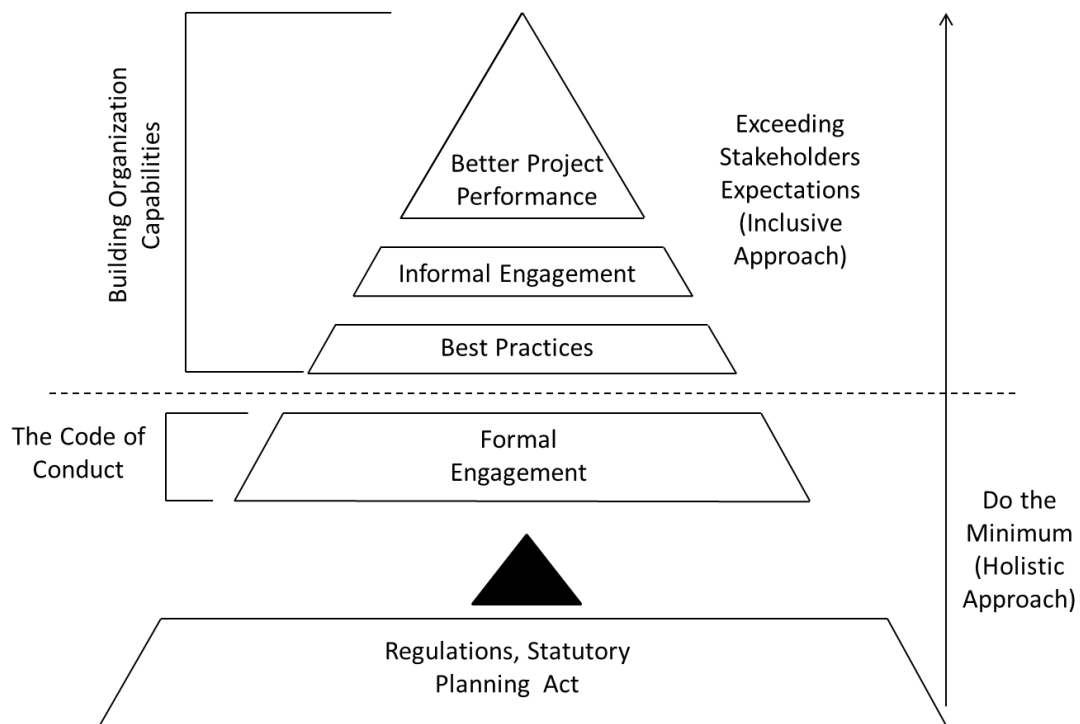 Building Organization
Capabilities
Better Project
Performance
Exceeding
Stakeholders
Expectations
(Inclusive
Approach)
Informal Engagement
Best Practices
The Code of
Conduct
Formal
Engagement
Do the
Minimum
(Holistic
Approach)
Regulations, Statutory
Planning Act